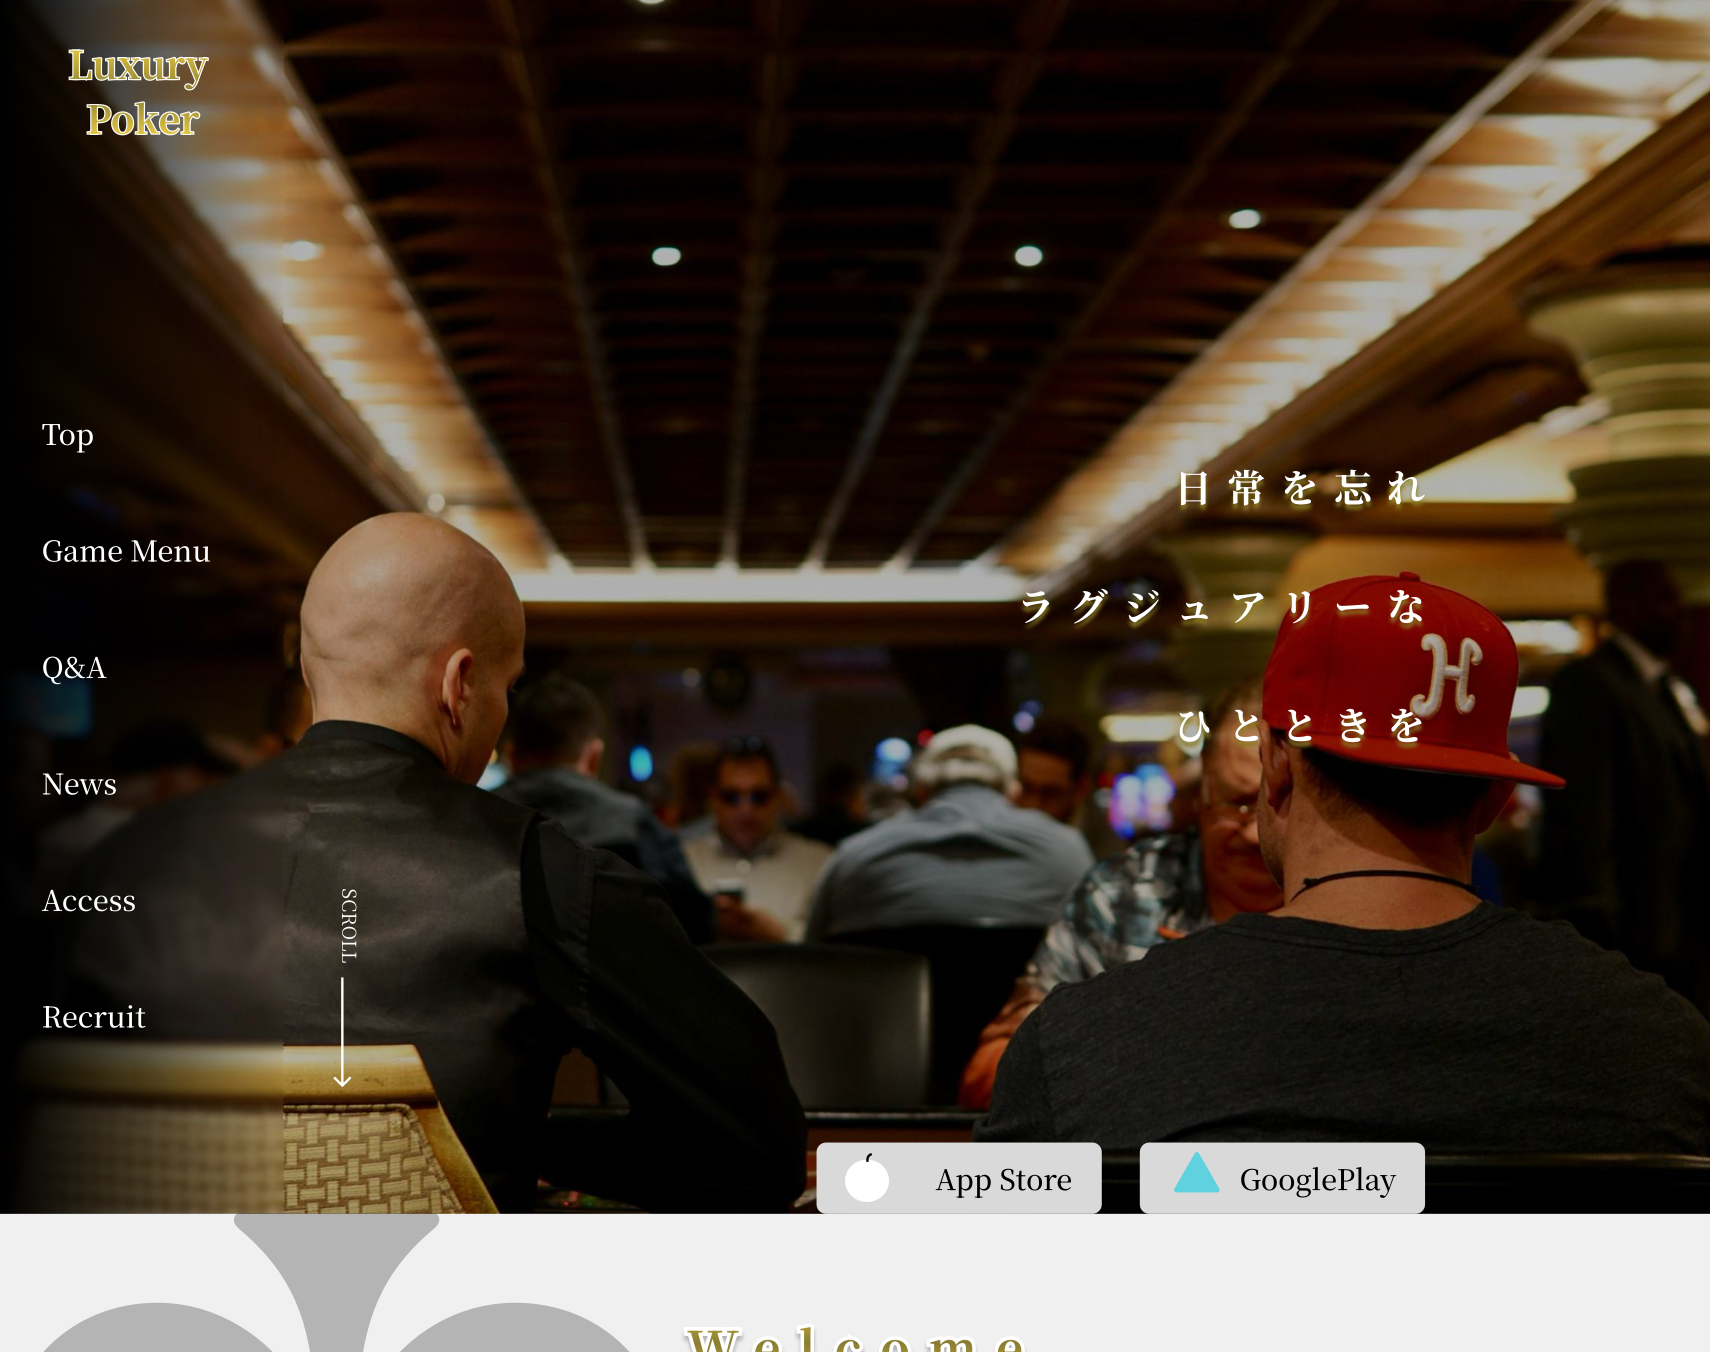 Luxury
Poker
Top
Game Menu
Q&A
News
Access
Recruit
日常を忘れ
ラグジュアリーな
ひとときを
H
SCROLL
App Store
GooglePlay
Welcome